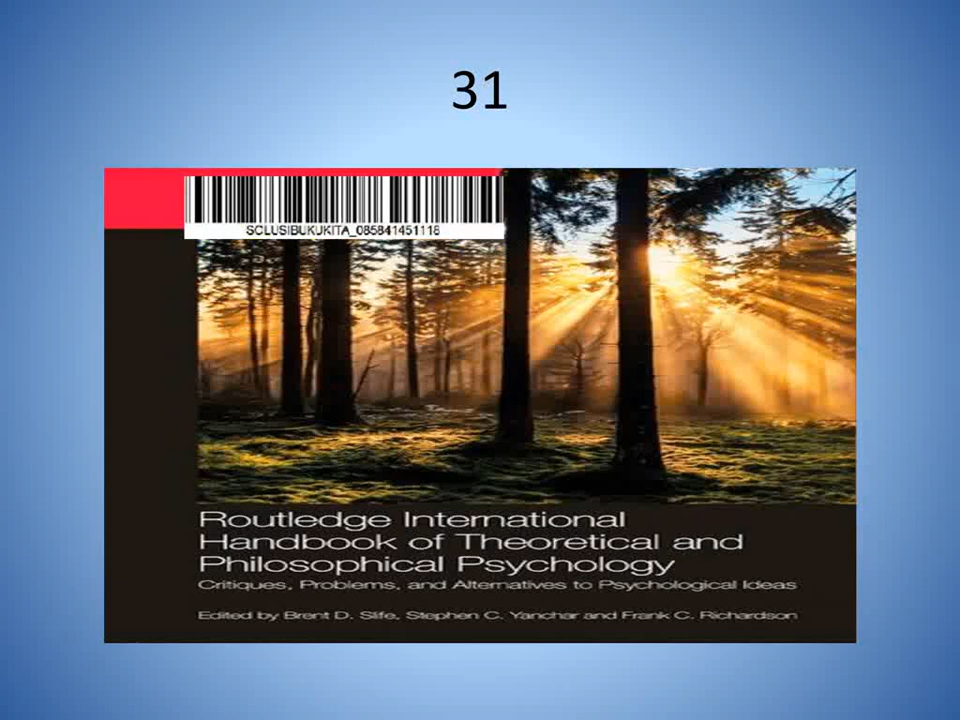 31
SOLUSIBUKUKITA_085841451118
Routledge International
Handbook of Theoretical and
Philosophical Psychology
Critiques, Problems, and Alternatives to Psychological Ideas
Edited by Brent D. Slife, Stephen C. Yanchar and Frank C. Richardson